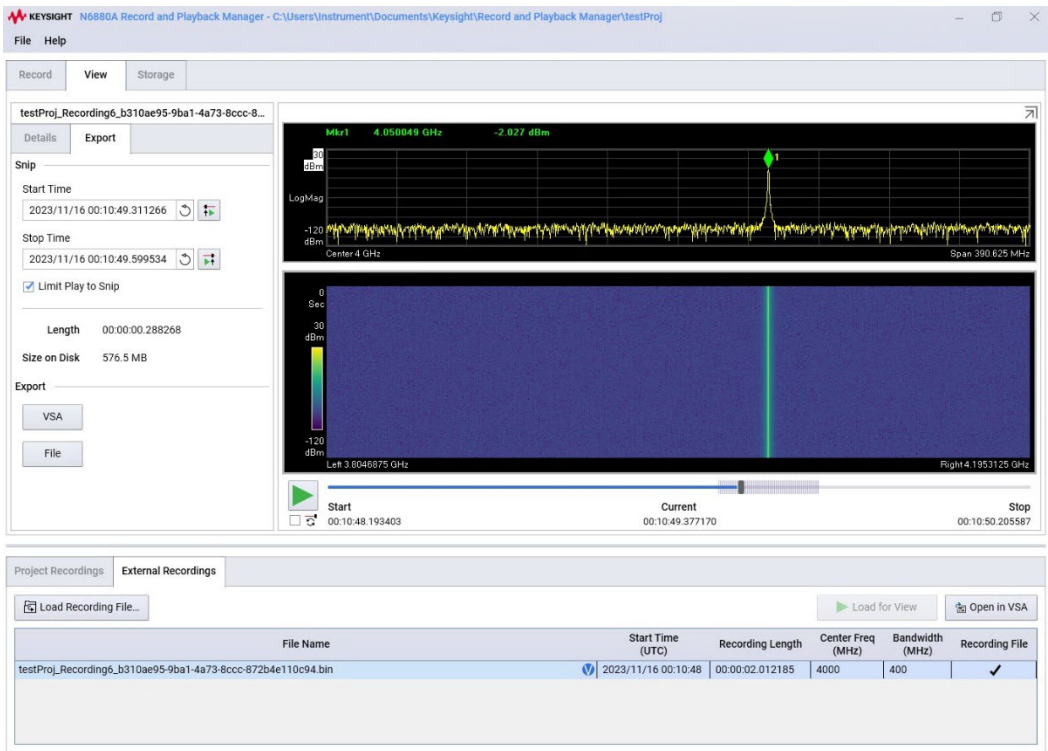 KEYSIGHT N6880A Record and Playback Manager - C:\Users\Instrument\Documents\Keysight\Record and Playback Manager\testProj
File Help
Record View Storage
testProj_Recording6_b310ae95-9ba1-4a73-8ccc-8...
Details Export
Snip
Start Time
2023/11/16 00:10:49.311266
Stop Time
2023/11/16 00:10:49.599534
Limit Play to Snip
Length 00:00:00.288268
Size on Disk 576.5 MB
Export
VSA
File
Mkr1 4.050049 GHz -2.027 dBm
30
dBm
1
LogMag
-120
dBm
Center 4 GHz Span 390.625 MHz
0
Sec
30
dBm
-120
dBm
Left 3.8046875 GHz Right 4.1953125 GHz
Start Current Stop
00:10:48.193403 00:10:49.377170 00:10:50.205587
Project Recordings External Recordings
Load Recording File... Load for View Open in VSA
File Name Start Time (UTC) Recording Length Center Freq (MHz) Bandwidth (MHz) Recording File
testProj_Recording6_b310ae95-9ba1-4a73-8ccc-872b4e110c94.bin V 2023/11/16 00:10:48 00:00:02.012185 4000 400